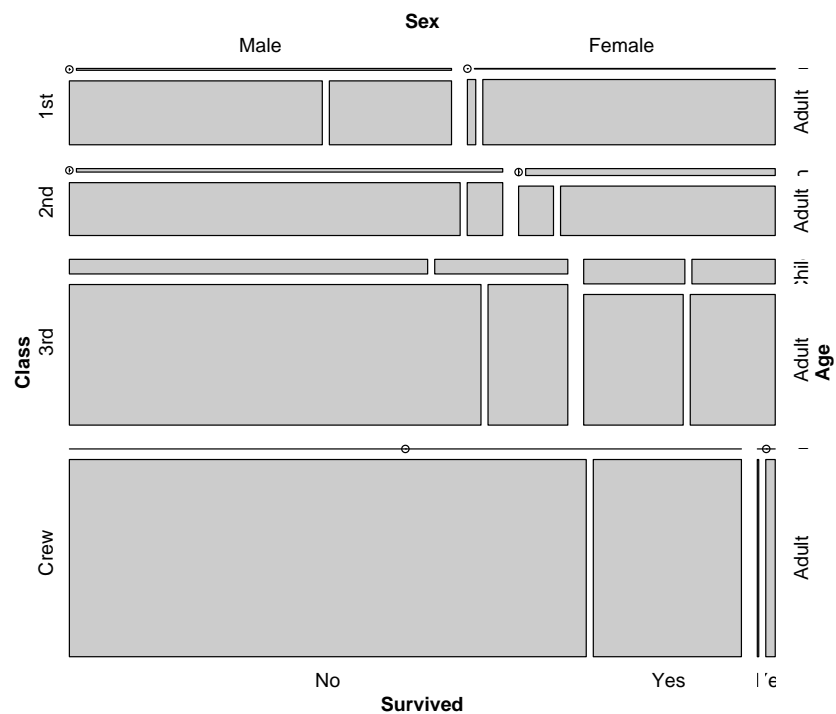 Sex
Male Female
1st Adult
2nd Adult
Class 3rd Adult Age
Crew Adult
No Yes
Survived